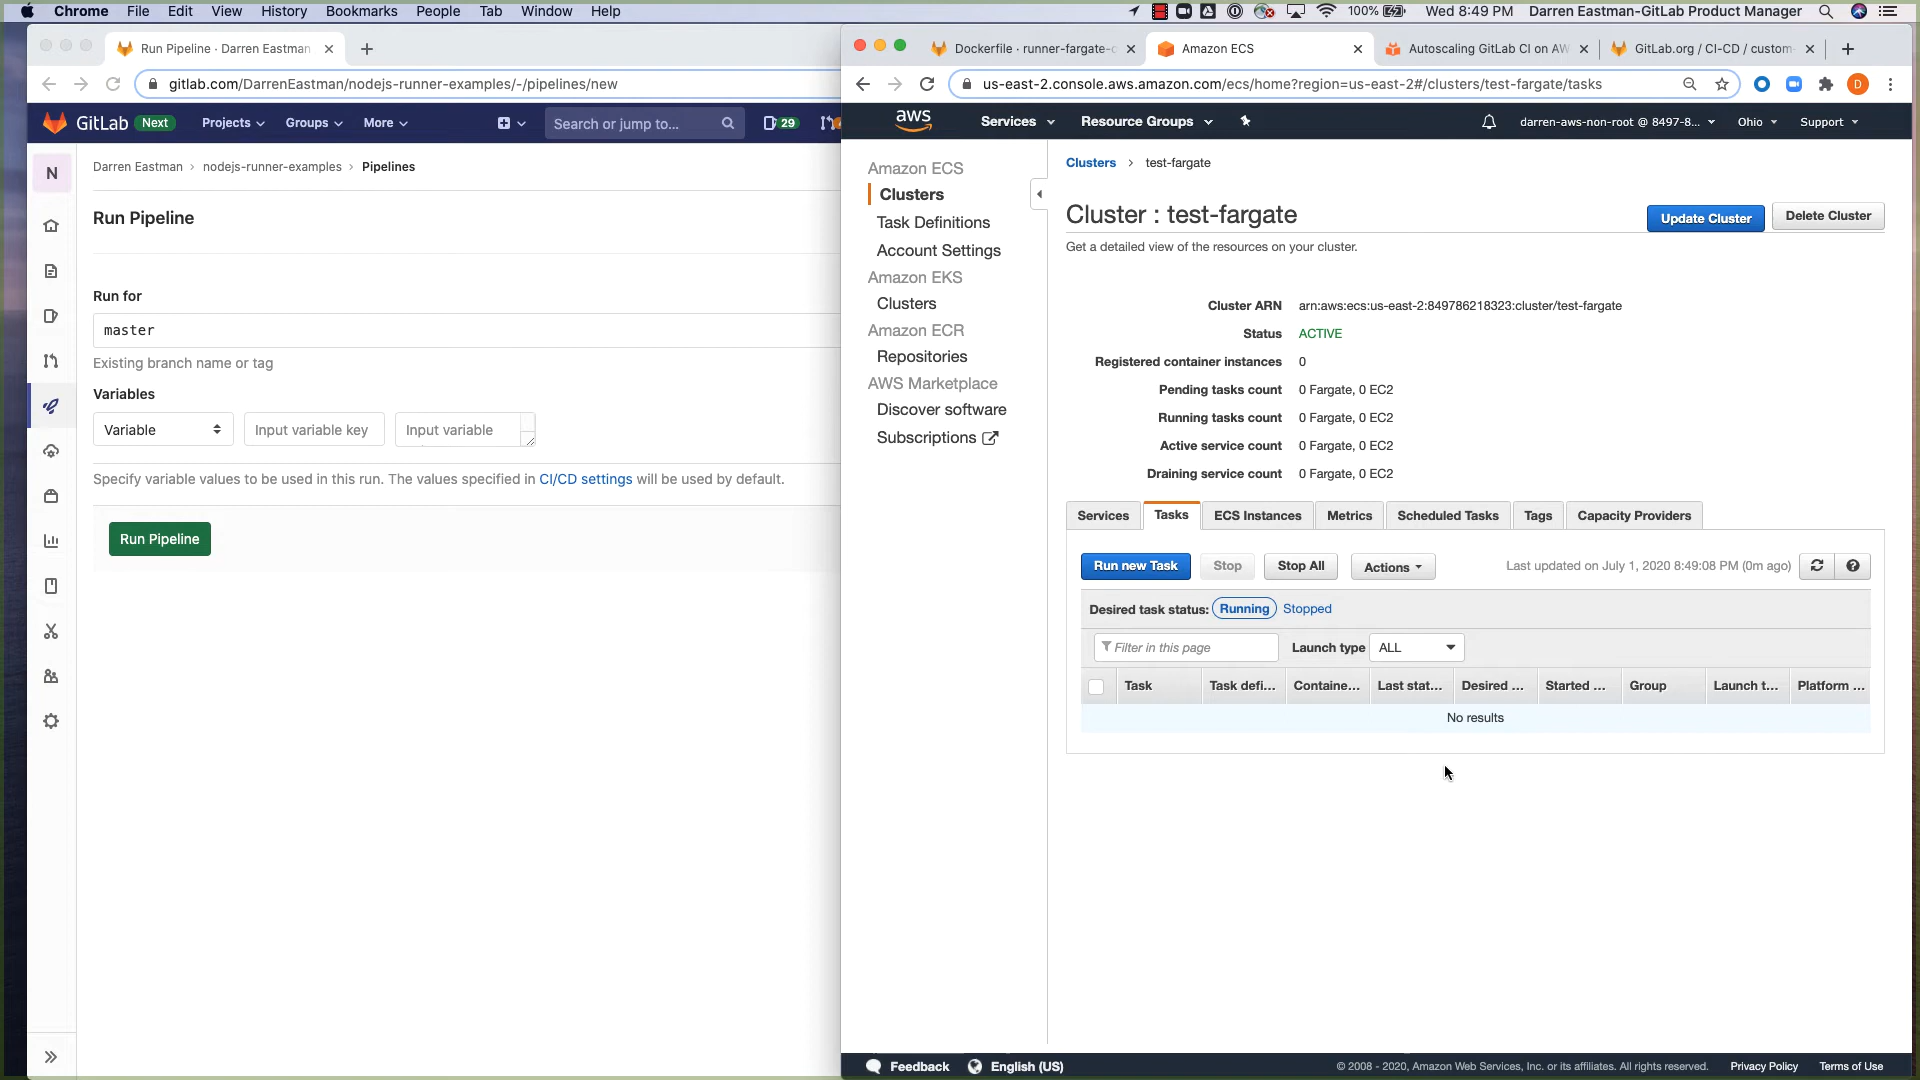 Chrome File Edit View History Bookmarks People Tab Window Help
100% Wed 8:49 PM Darren Eastman-GitLab Product Manager
Run Pipeline · Darren Eastman
gitlab.com/DarrenEastman/nodejs-runner-examples/-/pipelines/new
GitLab Next Projects Groups More Search or jump to... 29
N
Darren Eastman › nodejs-runner-examples › Pipelines
Run Pipeline
Run for
master
Existing branch name or tag
Variables
Variable Input variable key Input variable
Specify variable values to be used in this run. The values specified in CI/CD settings will be used by default.
Run Pipeline
Dockerfile · runner-fargate- Amazon ECS Autoscaling GitLab CI on AW GitLab.org / CI-CD / custom-
us-east-2.console.aws.amazon.com/ecs/home?region=us-east-2#/clusters/test-fargate/tasks
D
aws Services Resource Groups darren-aws-non-root @ 8497-8... Ohio Support
Amazon ECS
Clusters
Task Definitions
Account Settings
Amazon EKS
Clusters
Amazon ECR
Repositories
AWS Marketplace
Discover software
Subscriptions
Clusters > test-fargate
Cluster : test-fargate
Update Cluster Delete Cluster
Get a detailed view of the resources on your cluster.
Cluster ARN arn:aws:ecs:us-east-2:849786218323:cluster/test-fargate
Status ACTIVE
Registered container instances 0
Pending tasks count 0 Fargate, 0 EC2
Running tasks count 0 Fargate, 0 EC2
Active service count 0 Fargate, 0 EC2
Draining service count 0 Fargate, 0 EC2
Services Tasks ECS Instances Metrics Scheduled Tasks Tags Capacity Providers
Run new Task Stop Stop All Actions Last updated on July 1, 2020 8:49:08 PM (0m ago)
Desired task status: Running Stopped
Filter in this page Launch type ALL
Task Task defi... Containe... Last stat... Desired ... Started ... Group Launch t... Platform ...
No results
Feedback English (US) © 2008 - 2020, Amazon Web Services, Inc. or its affiliates. All rights reserved. Privacy Policy Terms of Use